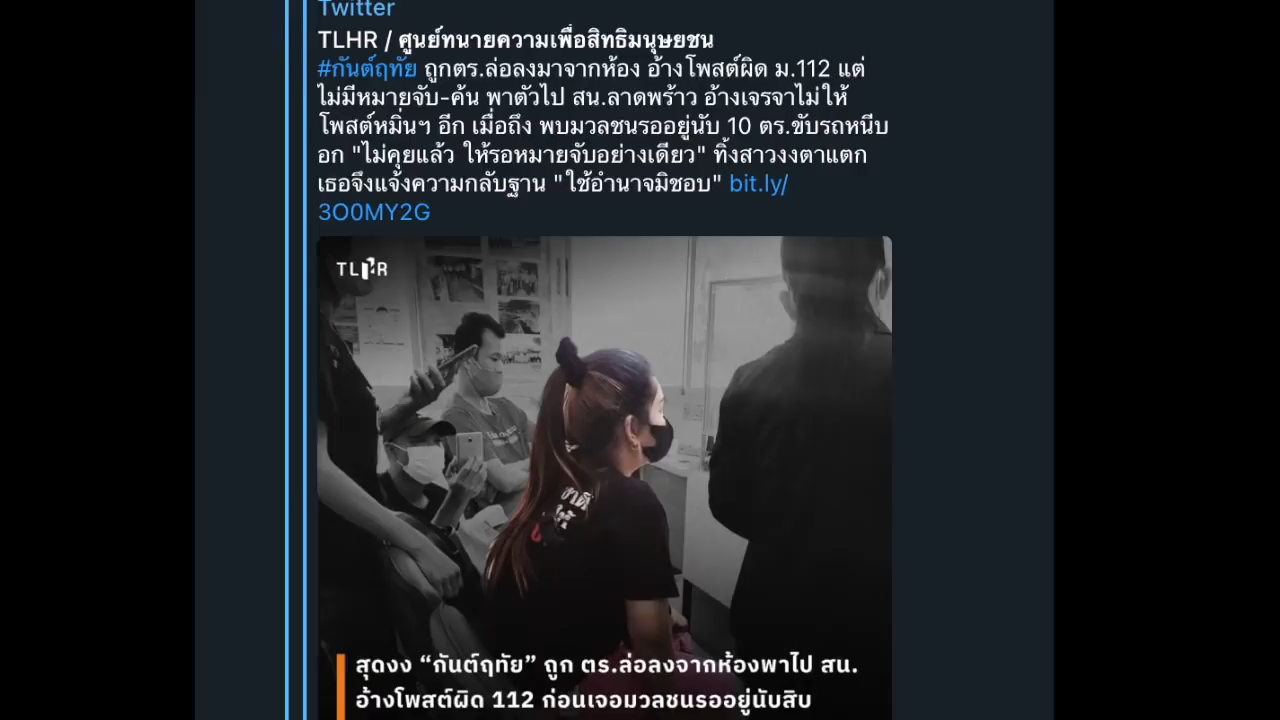 Twitter
TLHR / ศูนย์ทนายความเพื่อสิทธิมนุษยชน
#กันต์ฤทัย ถูกตร.ล่อลงมาจากห้อง อ้างโพสต์ผิด ม.112 แต่
ไม่มีหมายจับ-ค้น พาตัวไป สน.ลาดพร้าว อ้างเจรจาไม่ให้
โพสต์หมิ่นฯ อีก เมื่อถึง พบมวลชนรออยู่นับ 10 ตร.ขับรถหนีบ
อก "ไม่คุยแล้ว ให้รอหมายจับอย่างเดียว" ทิ้งสาวงงตาแตก
เธอจึงแจ้งความกลับฐาน "ใช้อำนาจมิชอบ" bit.ly/
3O0MY2G
TLHR
สุดงง “กันต์ฤทัย” ถูก ตร.ล่อลงจากห้องพาไป สน.
อ้างโพสต์ผิด 112 ก่อนเจอมวลชนรออยู่นับสิบ